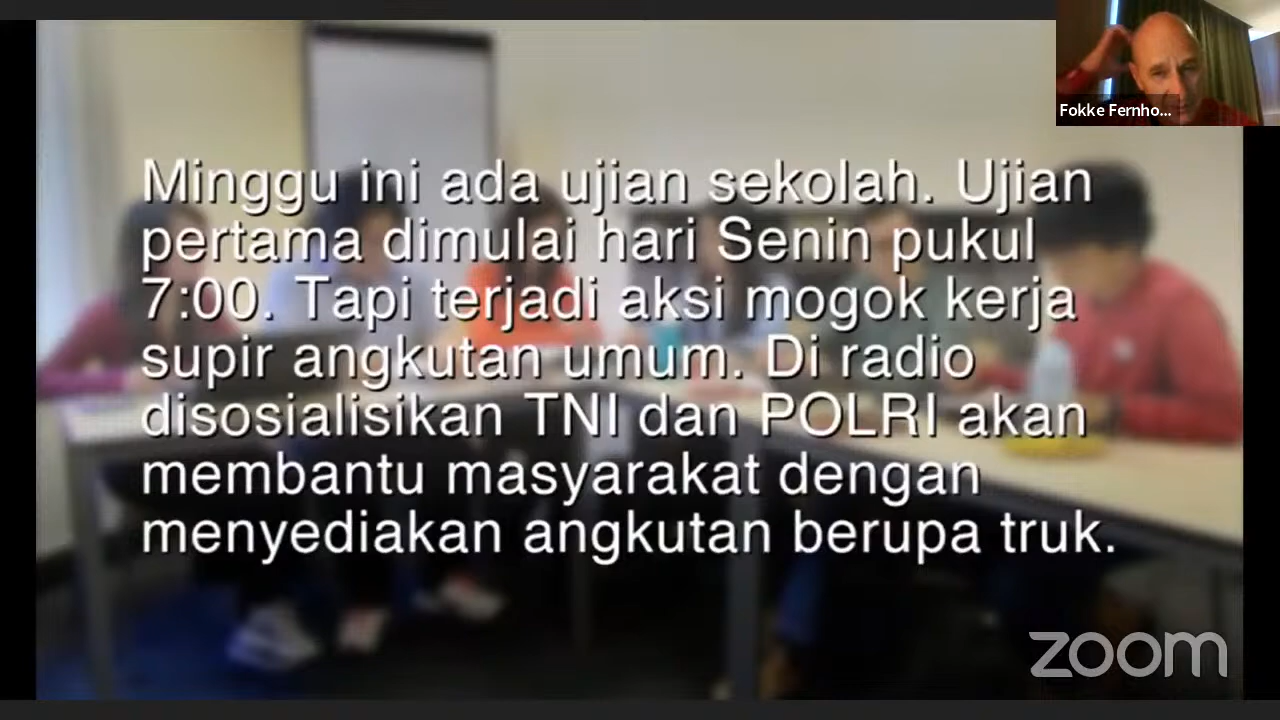 Fokke Fernho...
Minggu ini ada ujian sekolah. Ujian
pertama dimulai hari Senin pukul
7:00. Tapi terjadi aksi mogok kerja
supir angkutan umum. Di radio
disosialisikan TNI dan POLRI akan
membantu masyarakat dengan
menyediakan angkutan berupa truk.
zoom